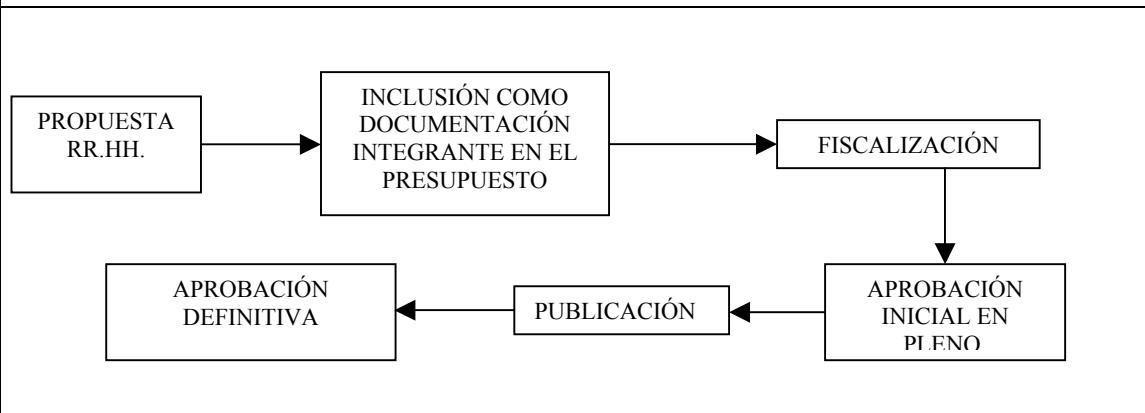 PROPUESTA
RR.HH.
INCLUSIÓN COMO
DOCUMENTACIÓN
INTEGRANTE EN EL
PRESUPUESTO
FISCALIZACIÓN
APROBACIÓN
INICIAL EN
PLENO
PUBLICACIÓN
APROBACIÓN
DEFINITIVA